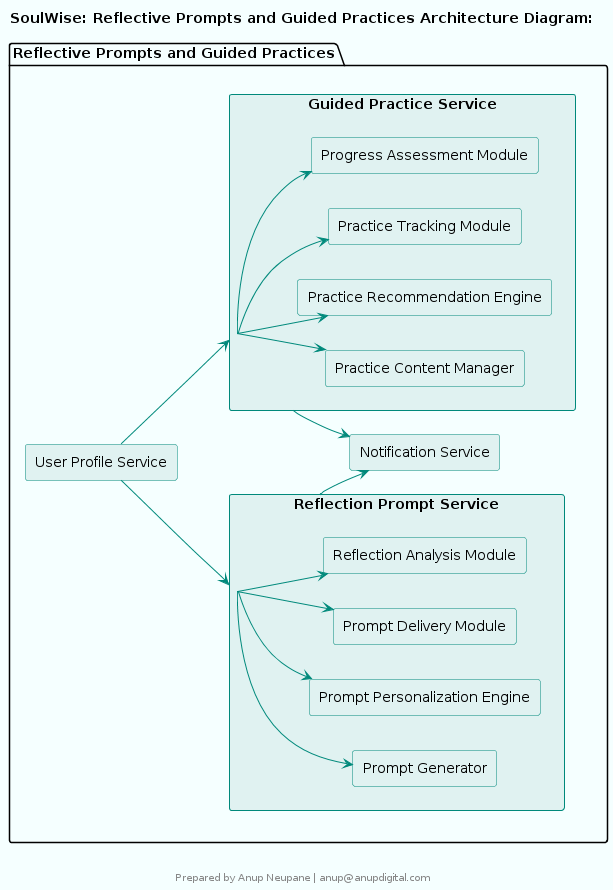 SoulWise: Reflective Prompts and Guided Practices Architecture Diagram:
Reflective Prompts and Guided Practices
Guided Practice Service
Progress Assessment Module
Practice Tracking Module
Practice Recommendation Engine
Practice Content Manager
User Profile Service
Notification Service
Reflection Prompt Service
Reflection Analysis Module
Prompt Delivery Module
Prompt Personalization Engine
Prompt Generator
Prepared by Anup Neupane | anup@anupdigital.com